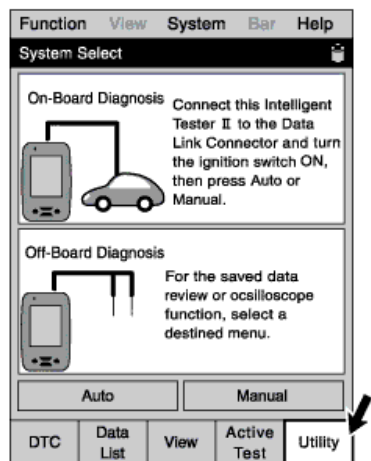 Function View System Bar Help
System Select
On-Board Diagnosis
Connect this Intelligent
Tester II to the Data
Link Connector and turn
the ignition switch ON,
then press Auto or
Manual.
Off-Board Diagnosis
For the saved data
review or ocsilloscope
function, select a
destined menu.
Auto Manual
DTC Data List View Active Test Utility